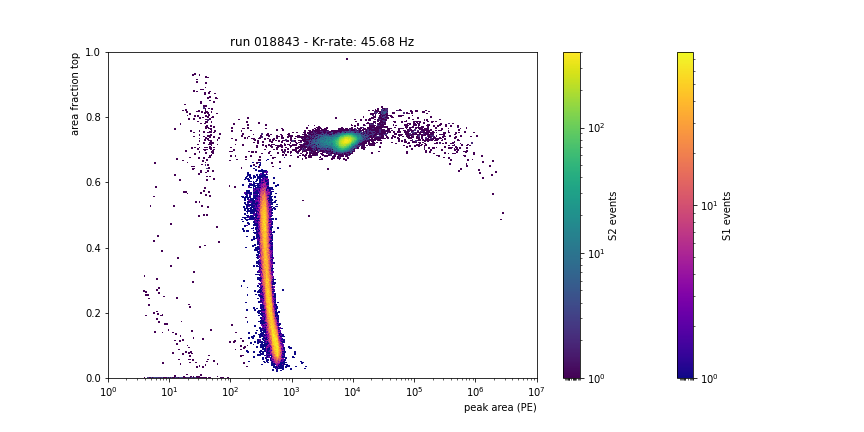 run 018843 - Kr-rate: 45.68 Hz
area fraction top
1.0
0.8
0.6
0.4
0.2
0.0
10⁰ 10¹ 10² 10³ 10⁴ 10⁵ 10⁶ 10⁷
peak area (PE)
10²
10¹
10⁰
S2 events
10¹
10⁰
S1 events